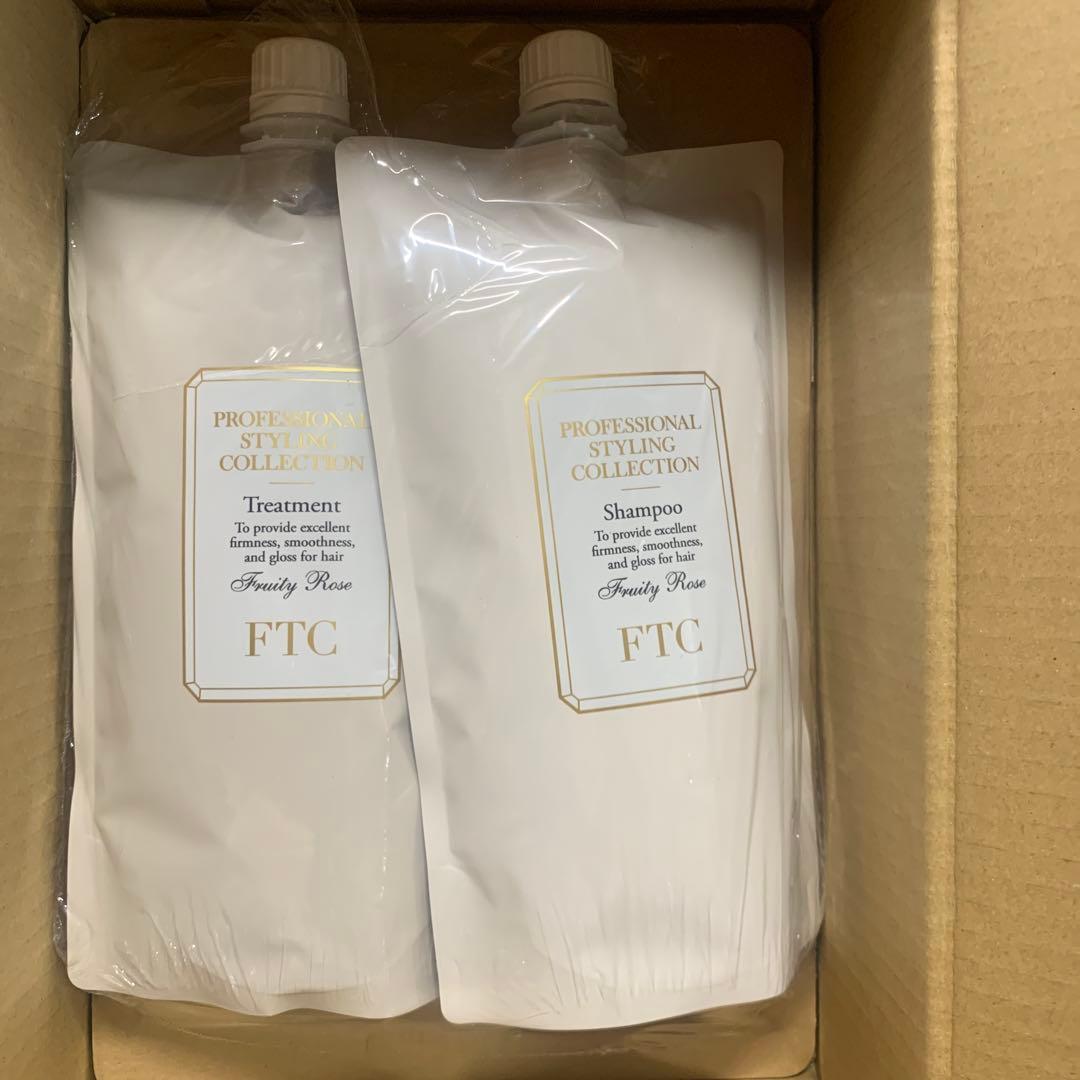 PROFESSIONAL
STYLING
COLLECTION
Treatment
To provide excellent
firmness, smoothness,
and gloss for hair
Fruity Rose
FTC
PROFESSIONAL
STYLING
COLLECTION
Shampoo
To provide excellent
firmness, smoothness,
and gloss for hair
Fruity Rose
FTC